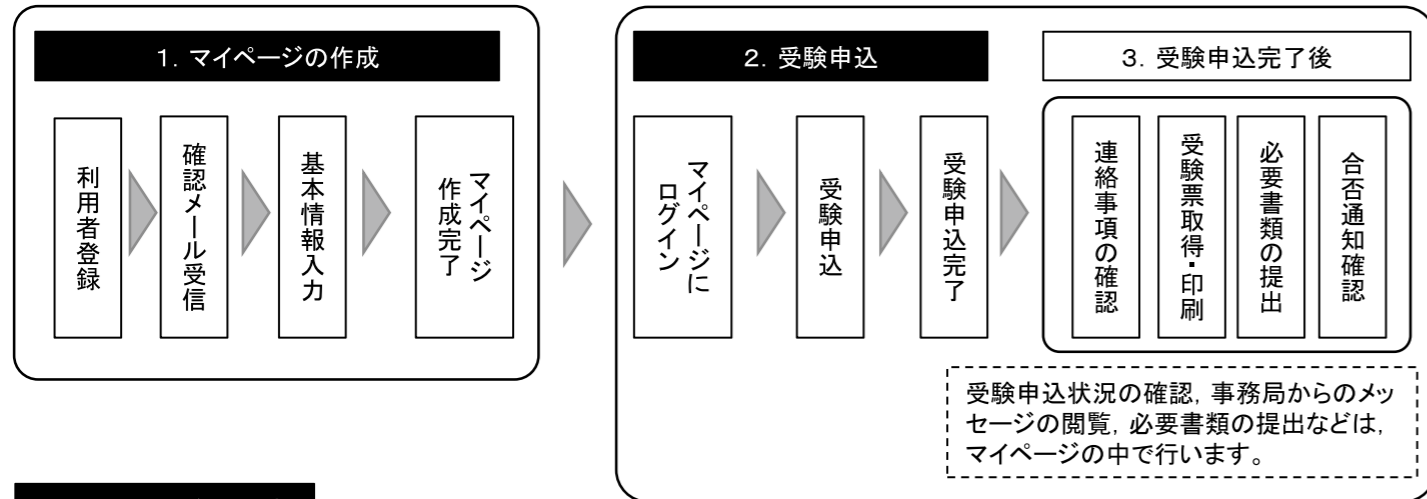 1．マイページの作成
2．受験申込
3．受験申込完了後
利用者登録
確認メール受信
基本情報入力
マイページ
作成完了
マイページに
ログイン
受験申込
受験申込完了
連絡事項の確認
受験票取得・印刷
必要書類の提出
合否通知確認
受験申込状況の確認，事務局からのメッ
セージの閲覧，必要書類の提出などは，
マイページの中で行います。